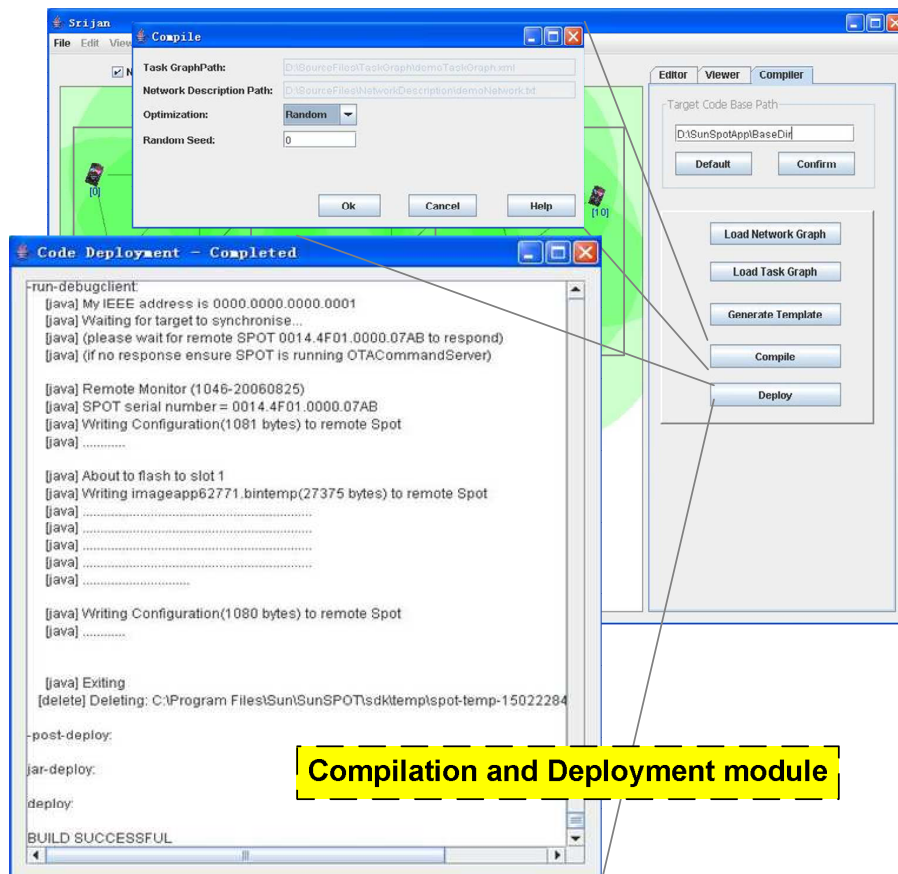 Srijan
File Edit View
Compile
Task GraphPath:
D:\SourceFiles\TaskGraph\demoTaskGraph.xml
Network Description Path:
D:\SourceFiles\NetworkDescription\demoNetwork.txt
Optimization:
Random
Random Seed:
0
Ok
Cancel
Help
[0]
[10]
Editor
Viewer
Compiler
Target Code Base Path
D:\SunSpotApp\BaseDir
Default
Confirm
Load Network Graph
Load Task Graph
Generate Template
Compile
Deploy
Code Deployment - Completed
-run-debugclient:
[java] My IEEE address is 0000.0000.0000.0001
[java] Waiting for target to synchronise...
[java] (please wait for remote SPOT 0014.4F01.0000.07AB to respond)
[java] (if no response ensure SPOT is running OTACommandServer)
[java] Remote Monitor (1046-20060825)
[java] SPOT serial number = 0014.4F01.0000.07AB
[java] Writing Configuration(1081 bytes) to remote Spot
[java] ............
[java] About to flash to slot 1
[java] Writing imageapp62771.bintemp(27375 bytes) to remote Spot
[java] ................................................................
[java] ................................................................
[java] ................................................................
[java] ................................................................
[java] ..............................
[java] Writing Configuration(1080 bytes) to remote Spot
[java] ............
[java] Exiting
[delete] Deleting: C:\Program Files\Sun\SunSPOT\sdk\temp\spot-temp-15022284
-post-deploy:
jar-deploy:
deploy:
BUILD SUCCESSFUL
Compilation and Deployment module